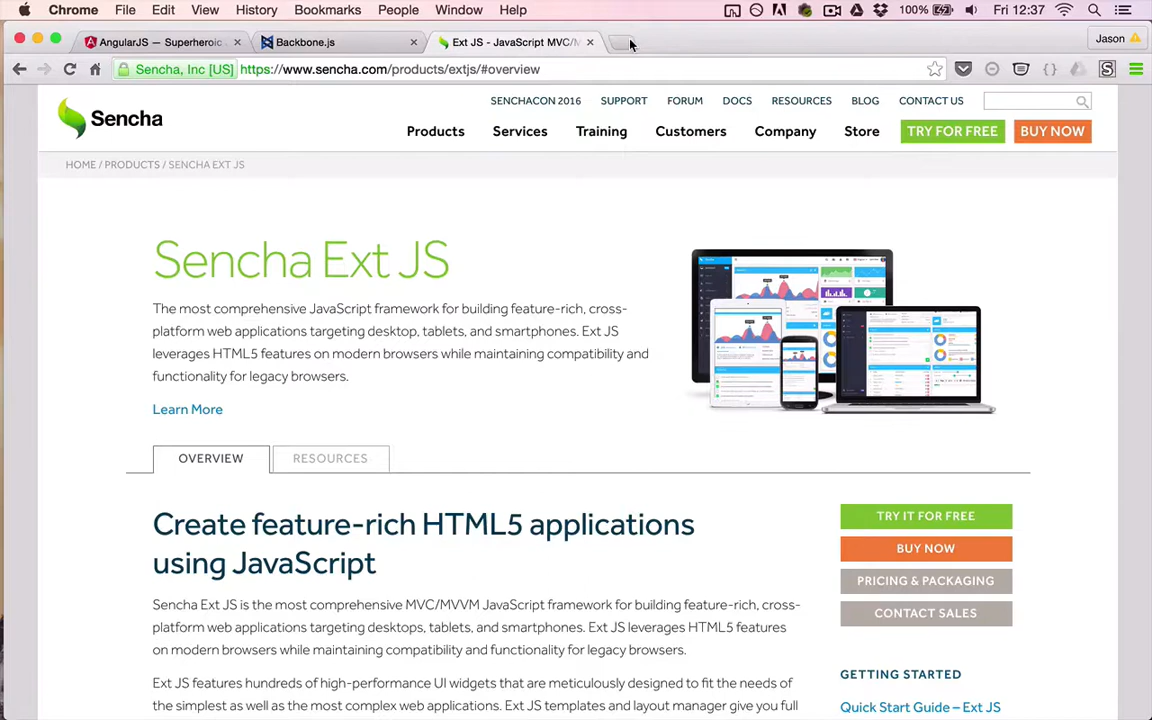 Chrome File Edit View History Bookmarks People Window Help 100% Fri 12:37
AngularJS — Superheroic Backbone.js Ext JS - JavaScript MVC/M Jason
Sencha, Inc [US] https://www.sencha.com/products/extjs/#overview
SENCHACON 2016 SUPPORT FORUM DOCS RESOURCES BLOG CONTACT US
Sencha
Products Services Training Customers Company Store TRY FOR FREE BUY NOW
HOME / PRODUCTS / SENCHA EXT JS
Sencha Ext JS
The most comprehensive JavaScript framework for building feature-rich, cross-
platform web applications targeting desktop, tablets, and smartphones. Ext JS
leverages HTML5 features on modern browsers while maintaining compatibility and
functionality for legacy browsers.
Learn More
OVERVIEW RESOURCES
Create feature-rich HTML5 applications
using JavaScript
Sencha Ext JS is the most comprehensive MVC/MVVM JavaScript framework for building feature-rich, cross-
platform web applications targeting desktops, tablets, and smartphones. Ext JS leverages HTML5 features
on modern browsers while maintaining compatibility and functionality for legacy browsers.
Ext JS features hundreds of high-performance UI widgets that are meticulously designed to fit the needs of
the simplest as well as the most complex web applications. Ext JS templates and layout manager give you full
TRY IT FOR FREE
BUY NOW
PRICING & PACKAGING
CONTACT SALES
GETTING STARTED
Quick Start Guide – Ext JS